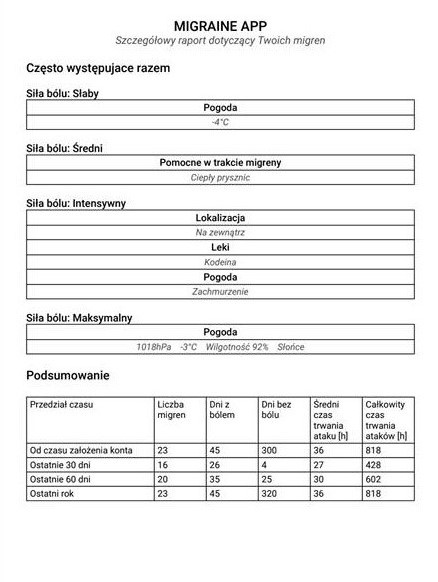 MIGRAINE APP
Szczegółowy raport dotyczący Twoich migren
Często występujace razem
Siła bólu: Słaby
Pogoda
-4°C
Siła bólu: Średni
Pomocne w trakcie migreny
Ciepły prysznic
Siła bólu: Intensywny
Lokalizacja
Na zewnątrz
Leki
Kodeina
Pogoda
Zachmurzenie
Siła bólu: Maksymalny
Pogoda
1018hPa -3°C Wilgotność 92% Słońce
Podsumowanie
Przedział czasu Liczba migren Dni z bólem Dni bez bólu Średni czas trwania ataku [h] Całkowity czas trwania ataków [h]
Od czasu założenia konta 23 45 300 36 818
Ostatnie 30 dni 16 26 4 27 428
Ostatnie 60 dni 20 35 25 30 602
Ostatni rok 23 45 320 36 818